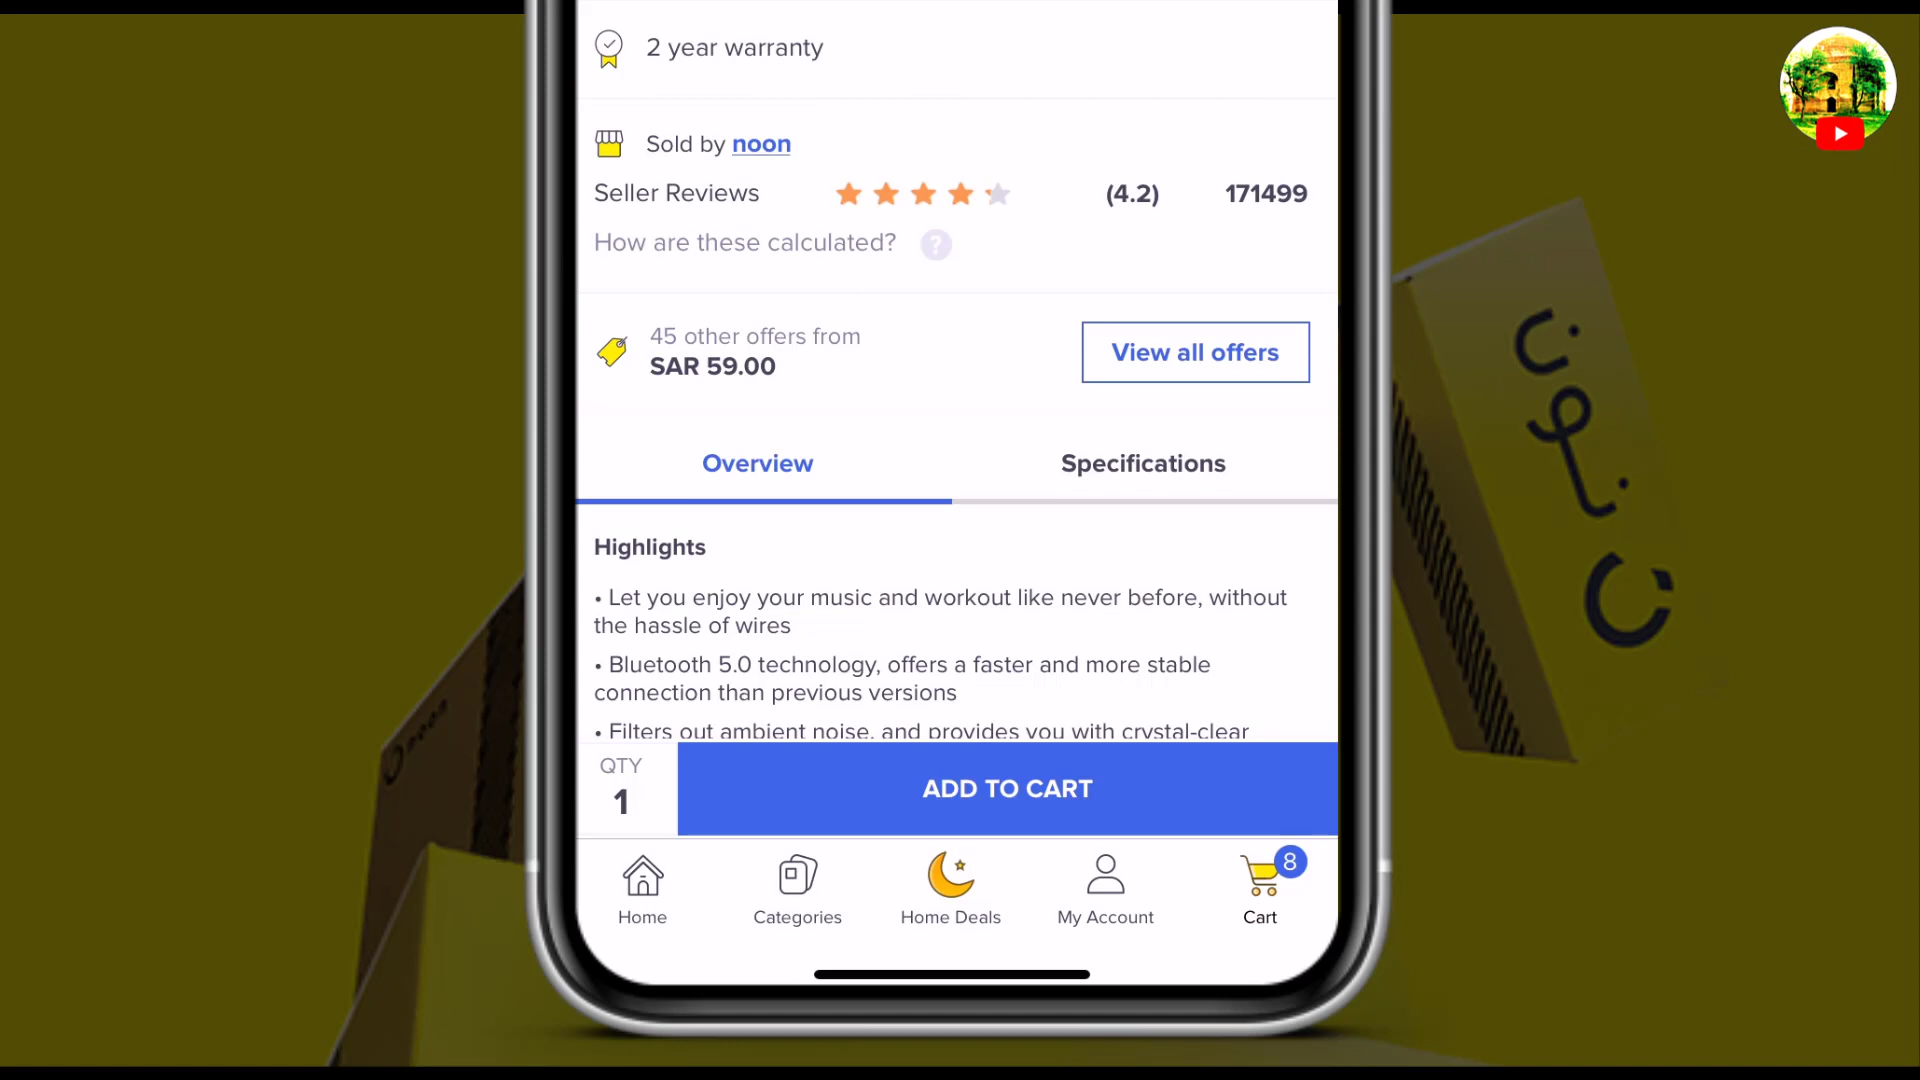 2 year warranty
Sold by noon
Seller Reviews (4.2) 171499
How are these calculated? ?
45 other offers from
SAR 59.00
View all offers
Overview Specifications
Highlights
• Let you enjoy your music and workout like never before, without
the hassle of wires
• Bluetooth 5.0 technology, offers a faster and more stable
connection than previous versions
• Filters out ambient noise, and provides you with crystal-clear
QTY
1
ADD TO CART
8
Home Categories Home Deals My Account Cart
نون
noon